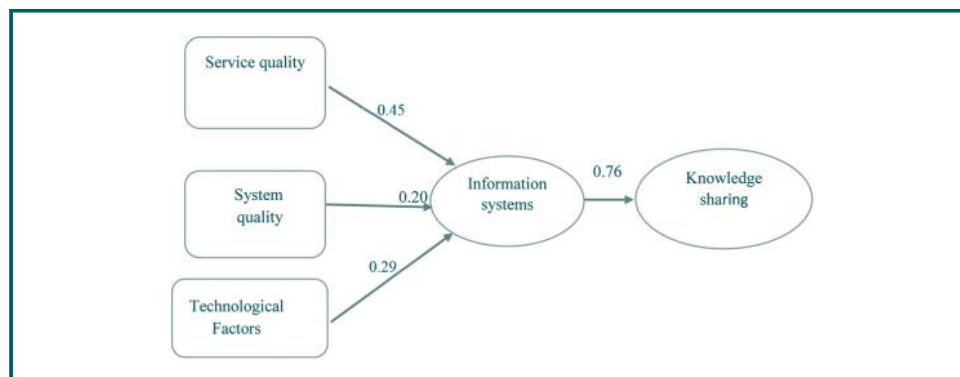 Service quality
0.45
System
quality
0.20
Technological
Factors
0.29
Information
systems
0.76
Knowledge
sharing